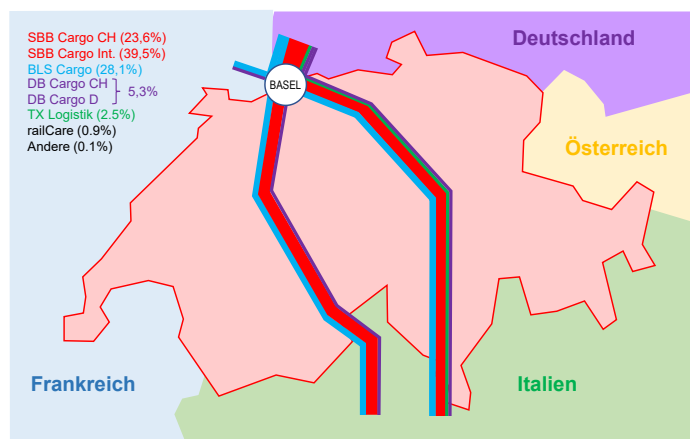 SBB Cargo CH (23,6%)
SBB Cargo Int. (39,5%)
BLS Cargo (28,1%)
DB Cargo CH
DB Cargo D
5,3%
TX Logistik (2.5%)
railCare (0.9%)
Andere (0.1%)
BASEL
Deutschland
Österreich
Frankreich
Italien